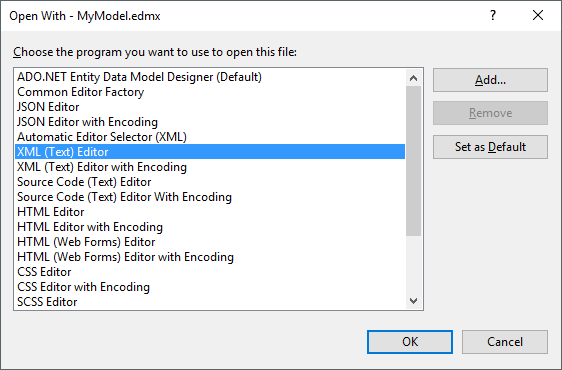 Open With - MyModel.edmx
?
Choose the program you want to use to open this file:
ADO.NET Entity Data Model Designer (Default)
Common Editor Factory
JSON Editor
JSON Editor with Encoding
Automatic Editor Selector (XML)
XML (Text) Editor
XML (Text) Editor with Encoding
Source Code (Text) Editor
Source Code (Text) Editor With Encoding
HTML Editor
HTML Editor with Encoding
HTML (Web Forms) Editor
HTML (Web Forms) Editor with Encoding
CSS Editor
CSS Editor with Encoding
SCSS Editor
Add...
Remove
Set as Default
OK
Cancel